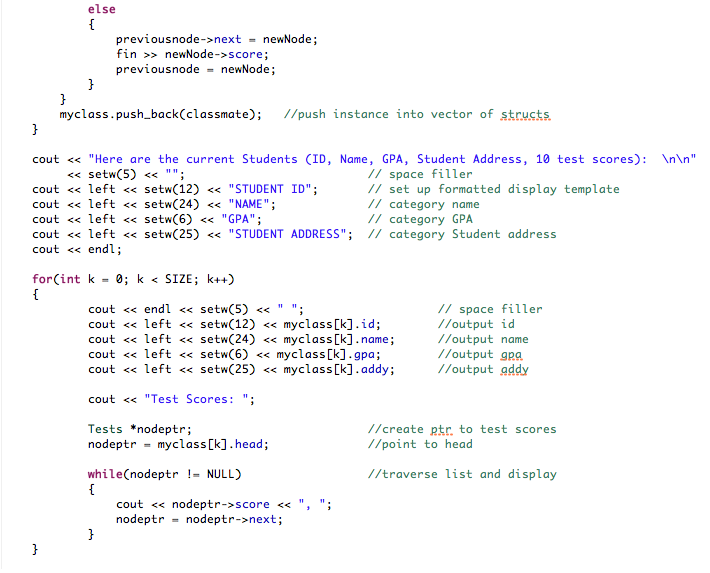 else
{
previousnode->next = newNode;
fin >> newNode->score;
previousnode = newNode;
}
}
myclass.push_back(classmate);   //push instance into vector of structs
}
cout << "Here are the current Students (ID, Name, GPA, Student Address, 10 test scores):  \n\n"
<< setw(5) << "";                          // space filler
cout << left << setw(12) << "STUDENT ID";       // set up formatted display template
cout << left << setw(24) << "NAME";             // category name
cout << left << setw(6) << "GPA";               // category GPA
cout << left << setw(25) << "STUDENT ADDRESS";  // category Student address
cout << endl;
for(int k = 0; k < SIZE; k++)
{
cout << endl << setw(5) << " ";                   // space filler
cout << left << setw(12) << myclass[k].id;        //output id
cout << left << setw(24) << myclass[k].name;      //output name
cout << left << setw(6) << myclass[k].gpa;        //output gpa
cout << left << setw(25) << myclass[k].addy;      //output addy
cout << "Test Scores: ";
Tests *nodeptr;                         //create ptr to test scores
nodeptr = myclass[k].head;              //point to head
while(nodeptr != NULL)                  //traverse list and display
{
cout << nodeptr->score << ", ";
nodeptr = nodeptr->next;
}
}